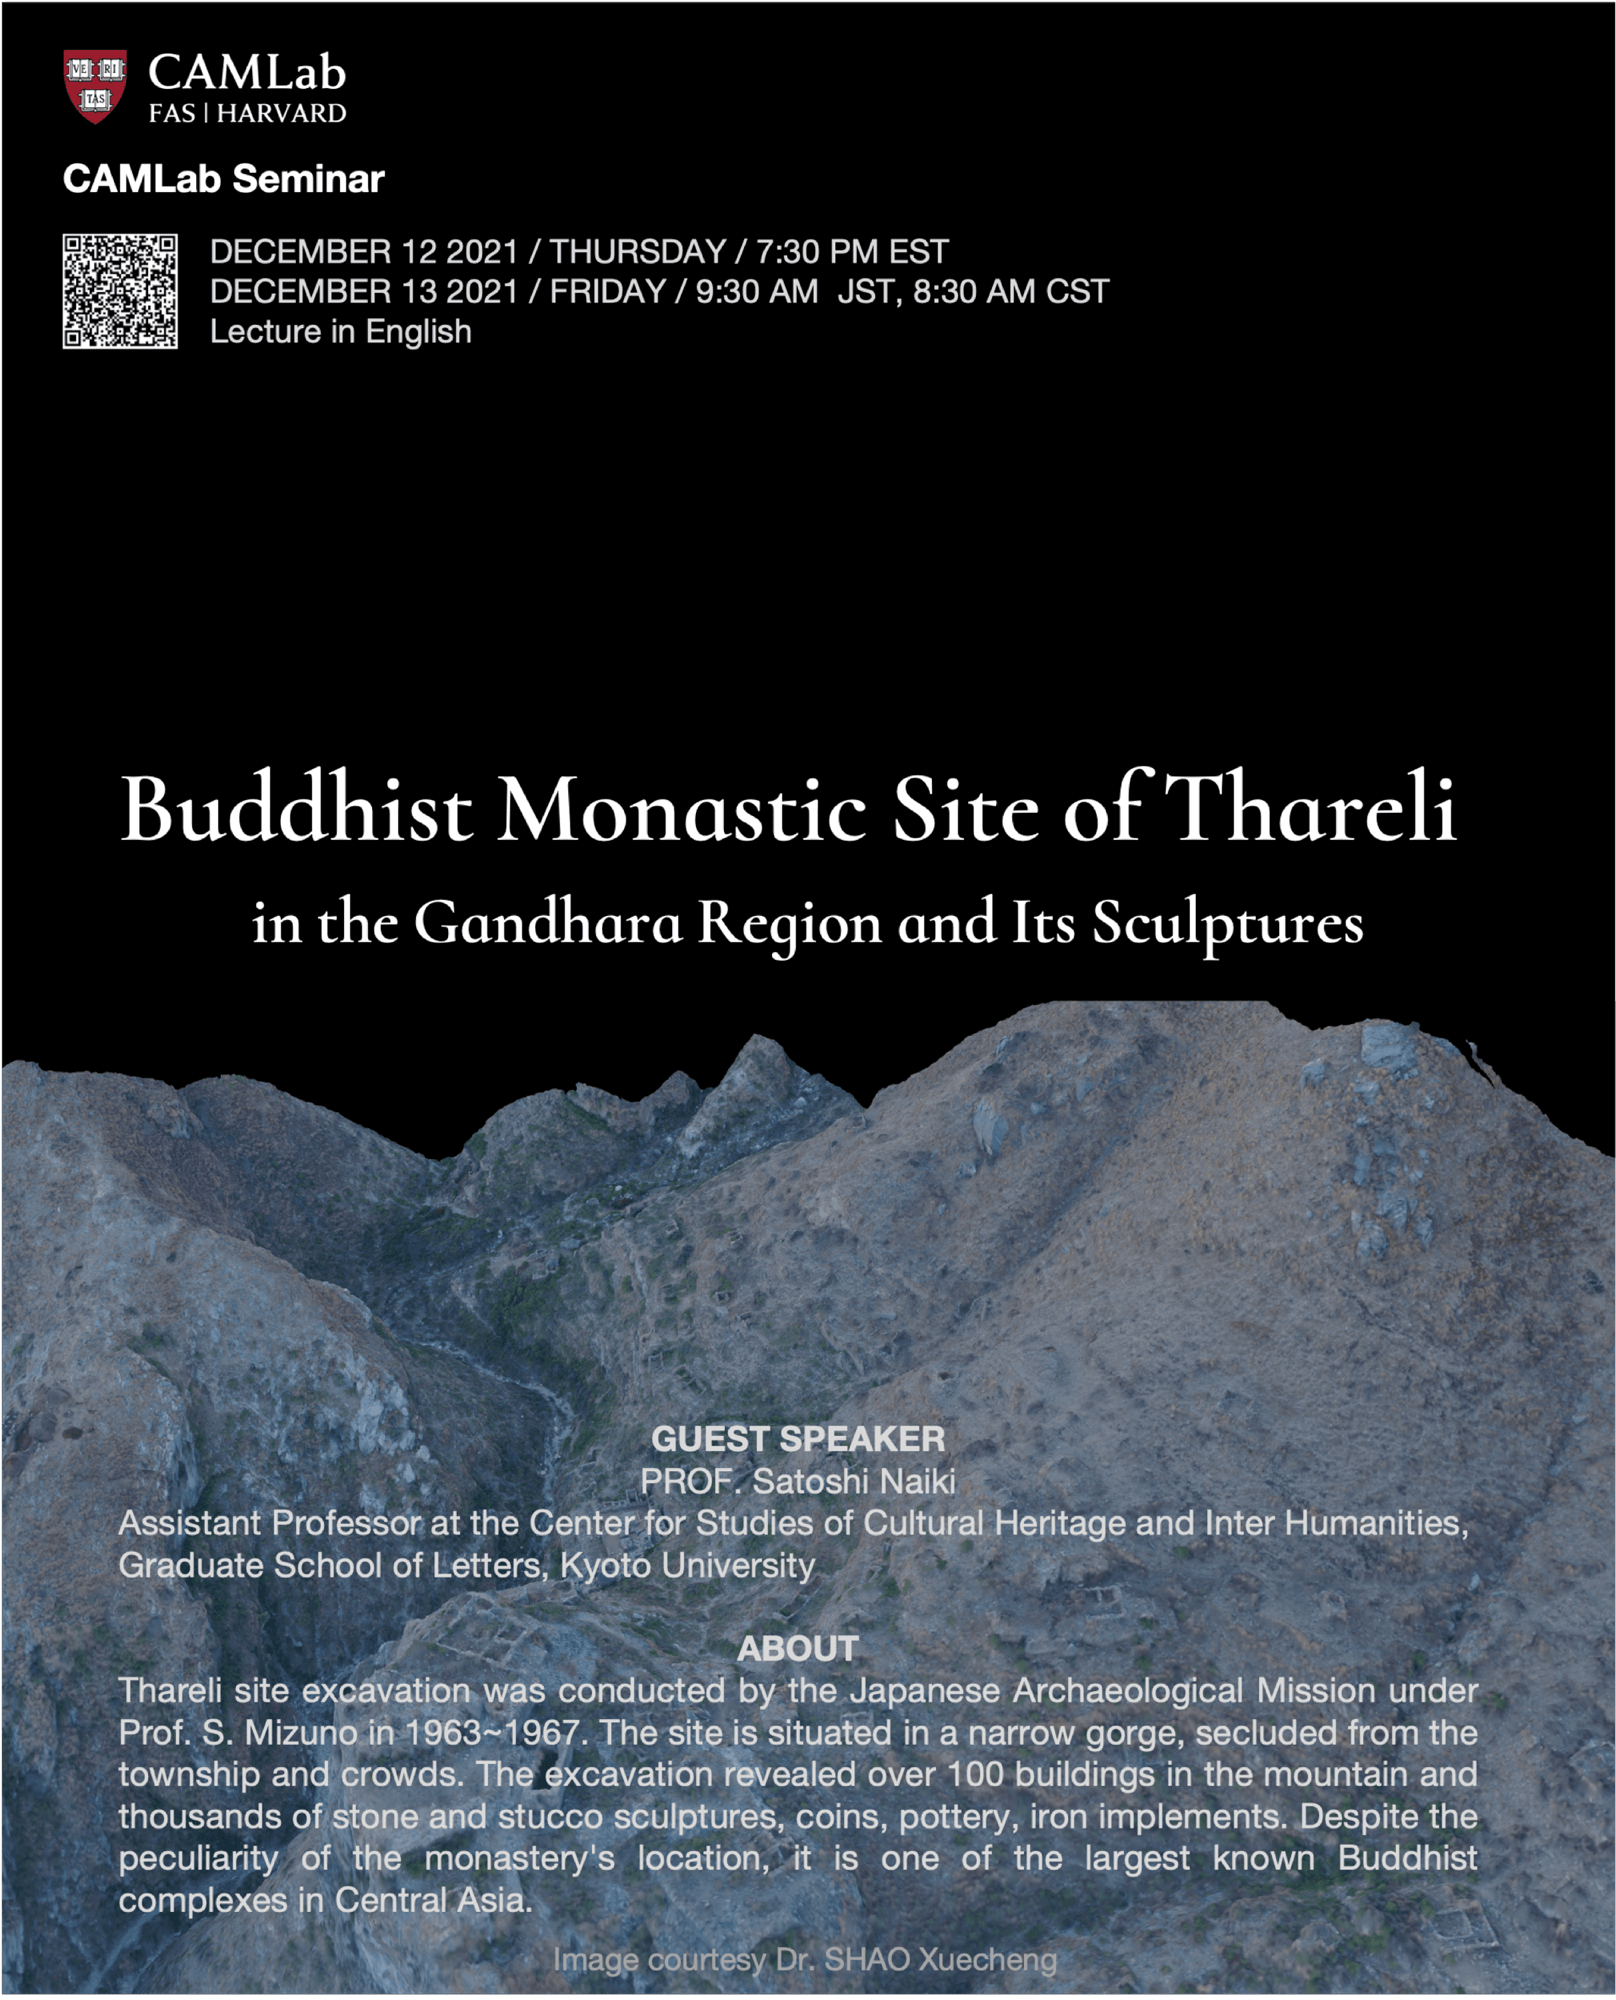 VE RI
TAS
CAMLab
FAS | HARVARD
CAMLab Seminar
DECEMBER 12 2021 / THURSDAY / 7:30 PM EST
DECEMBER 13 2021 / FRIDAY / 9:30 AM  JST, 8:30 AM CST
Lecture in English
Buddhist Monastic Site of Thareli
in the Gandhara Region and Its Sculptures
GUEST SPEAKER
PROF. Satoshi Naiki
Assistant Professor at the Center for Studies of Cultural Heritage and Inter Humanities,
Graduate School of Letters, Kyoto University
ABOUT
Thareli site excavation was conducted by the Japanese Archaeological Mission under
Prof. S. Mizuno in 1963~1967. The site is situated in a narrow gorge, secluded from the
township and crowds. The excavation revealed over 100 buildings in the mountain and
thousands of stone and stucco sculptures, coins, pottery, iron implements. Despite the
peculiarity of the monastery's location, it is one of the largest known Buddhist
complexes in Central Asia.
Image courtesy Dr. SHAO Xuecheng